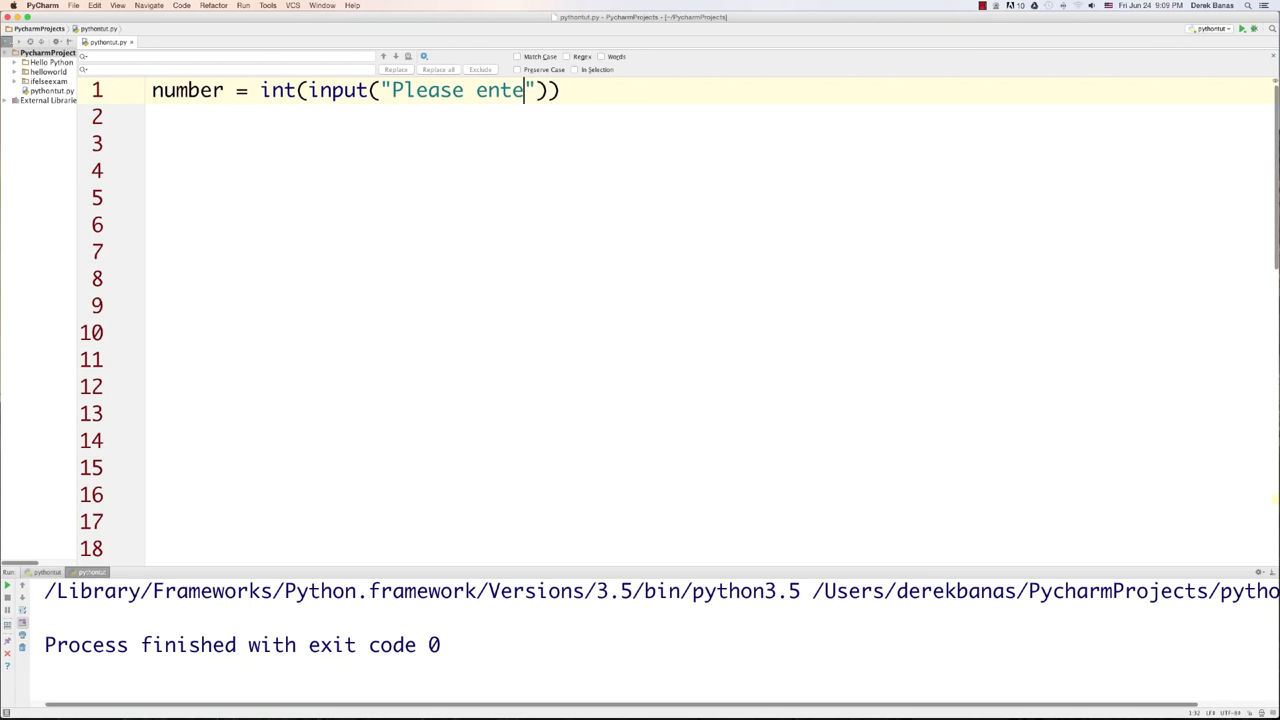 PyCharm File Edit View Navigate Code Refactor Run Tools VCS Window Help 10 Fri Jun 24 9:09 PM Derek Banas
pythontut.py - PycharmProjects - [~/PycharmProjects]
PycharmProjects pythontut.py pythontut
pythontut.py
PycharmProject
Match Case Regex Words
Hello Python
helloworld
Replace Replace all Exclude Preserve Case In Selection
ifelseexam
pythontut.py
External Librarie
1 number = int(input("Please ente"))
2
3
4
5
6
7
8
9
10
11
12
13
14
15
16
17
18
Run: pythontut pythontut
/Library/Frameworks/Python.framework/Versions/3.5/bin/python3.5 /Users/derekbanas/PycharmProjects/pytho
Process finished with exit code 0
1:32 LF UTF-8